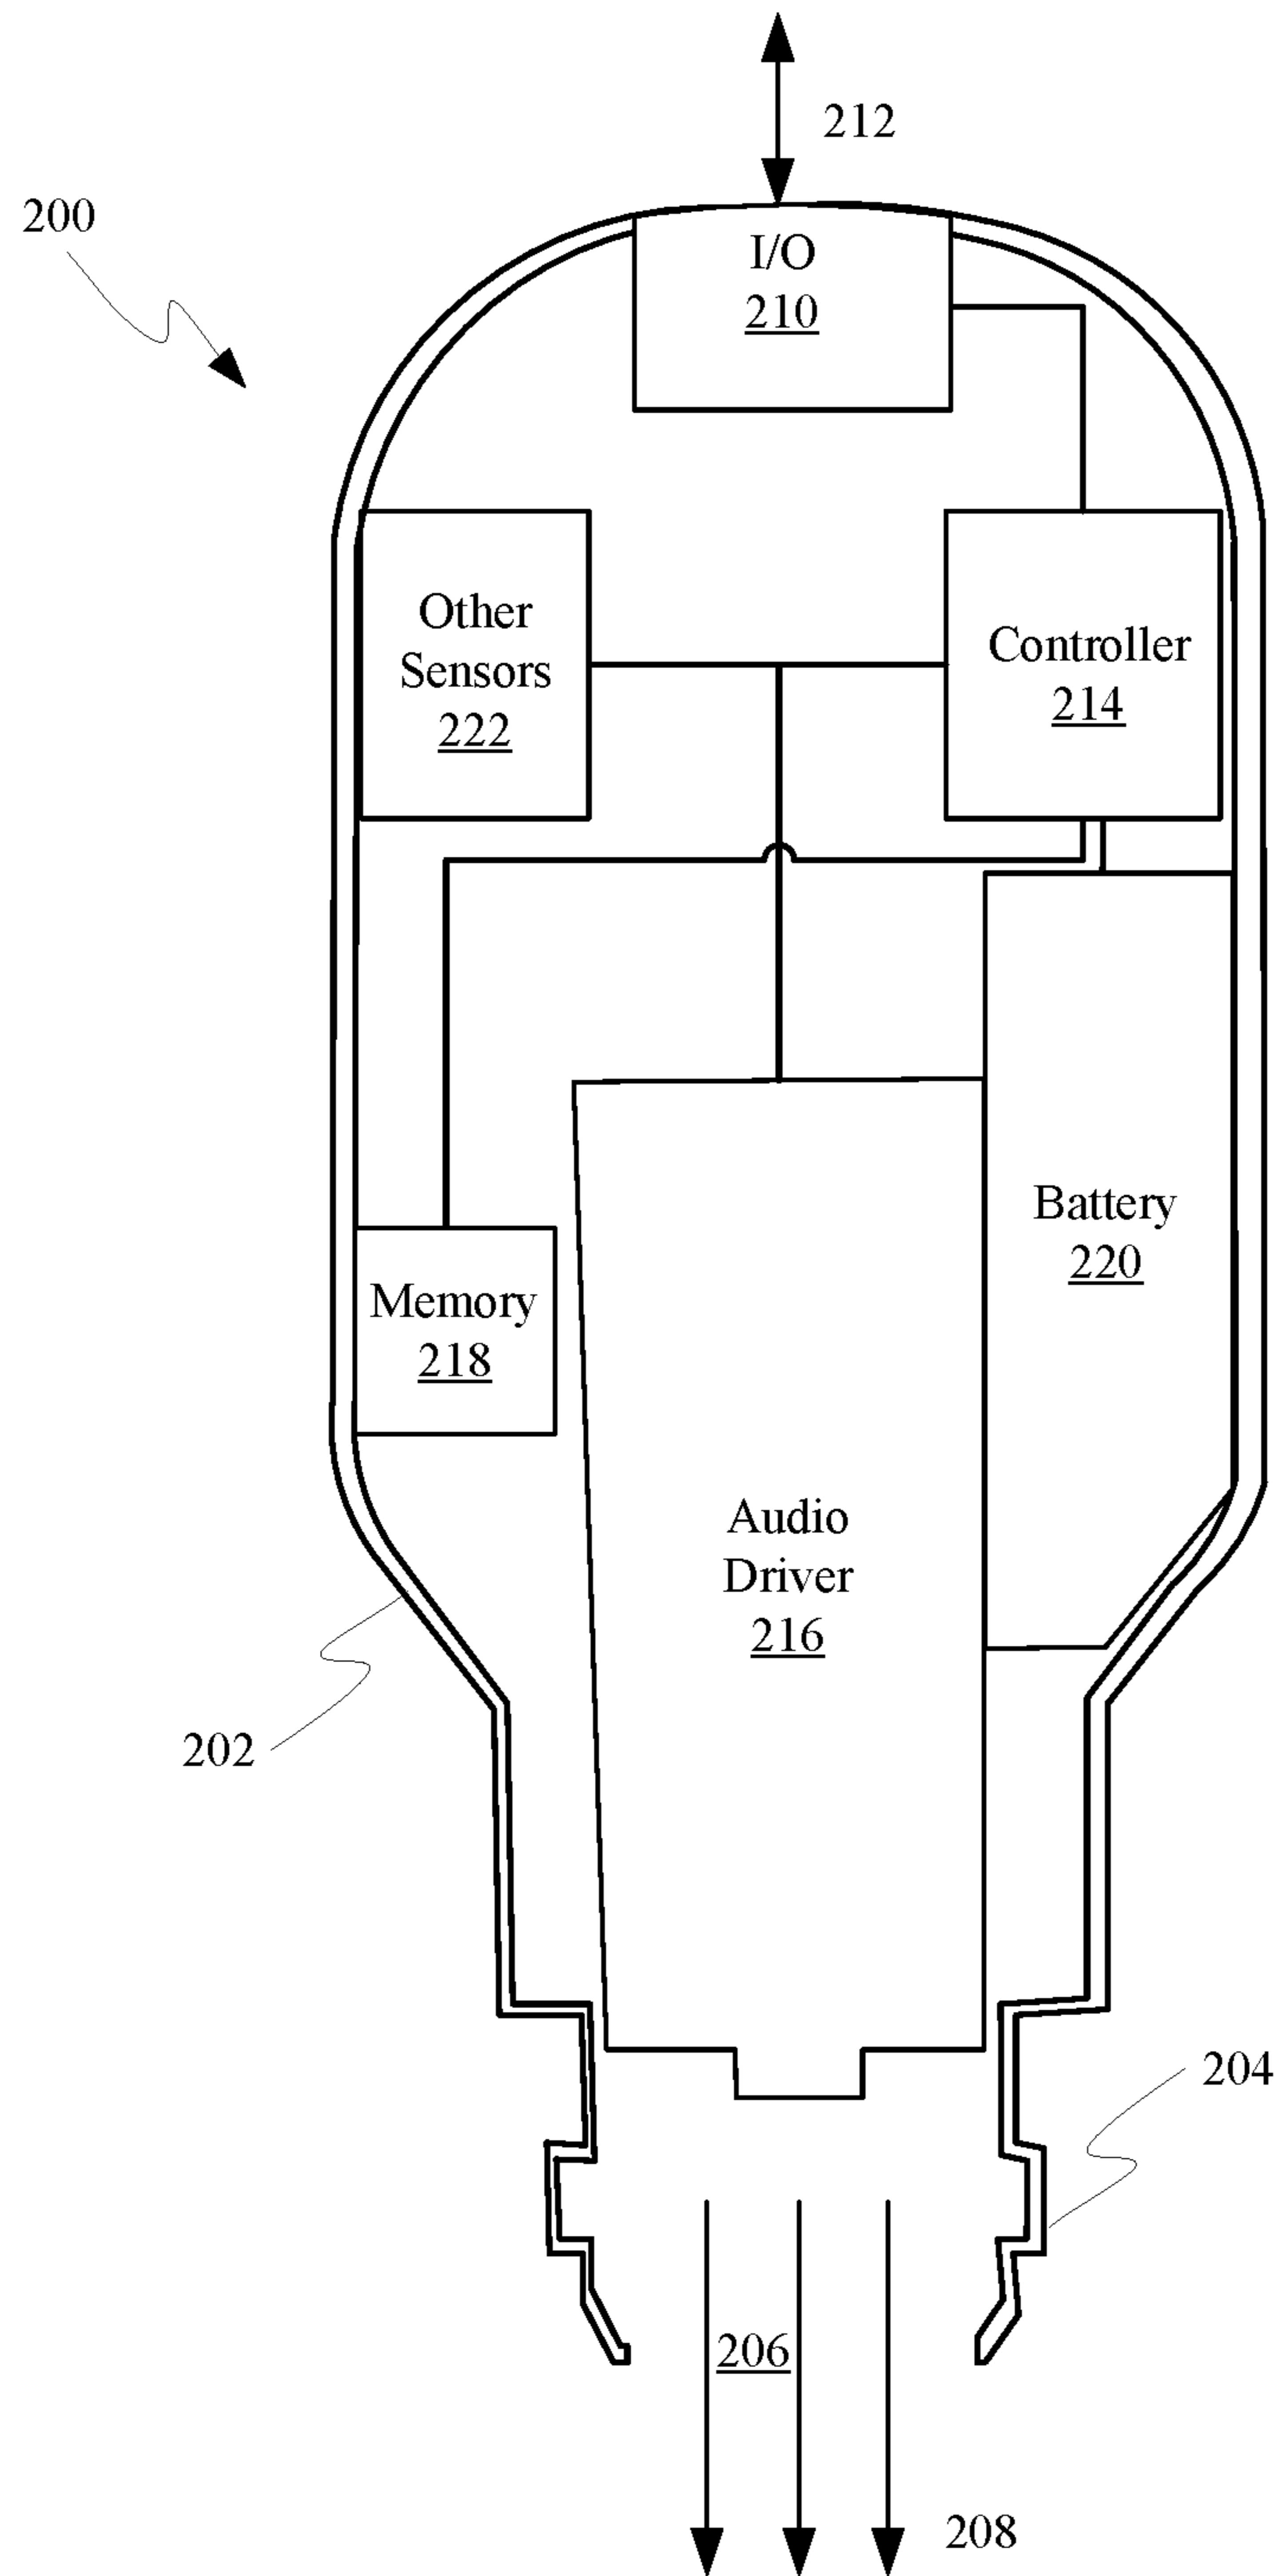 212
200
I/O
210
Other
Sensors
222
Controller
214
Battery
220
Memory
218
Audio
Driver
216
202
204
206
208